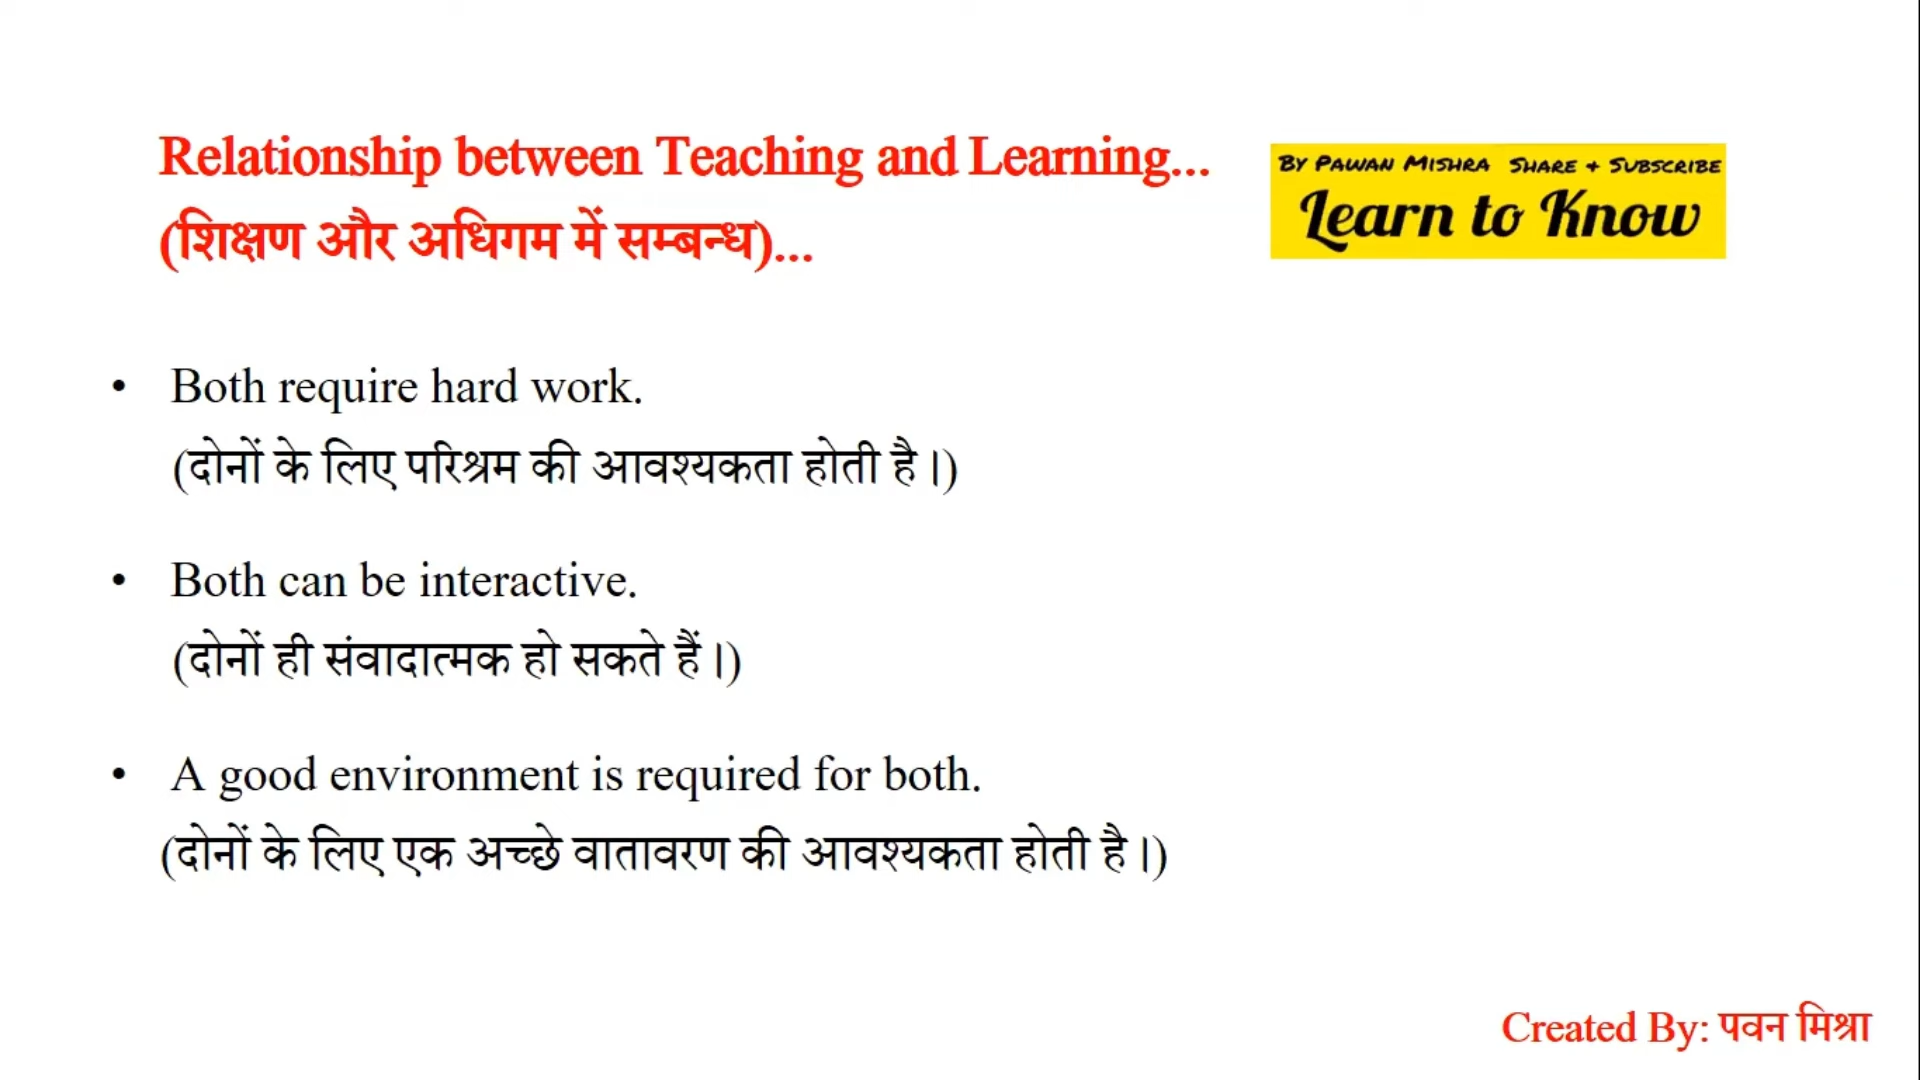 Relationship between Teaching and Learning...
(शिक्षण और अधिगम में सम्बन्ध)...
By Pawan Mishra Share + Subscribe
Learn to Know
• Both require hard work.
(दोनों के लिए परिश्रम की आवश्यकता होती है।)
• Both can be interactive.
(दोनों ही संवादात्मक हो सकते हैं।)
• A good environment is required for both.
(दोनों के लिए एक अच्छे वातावरण की आवश्यकता होती है।)
Created By: पवन मिश्रा